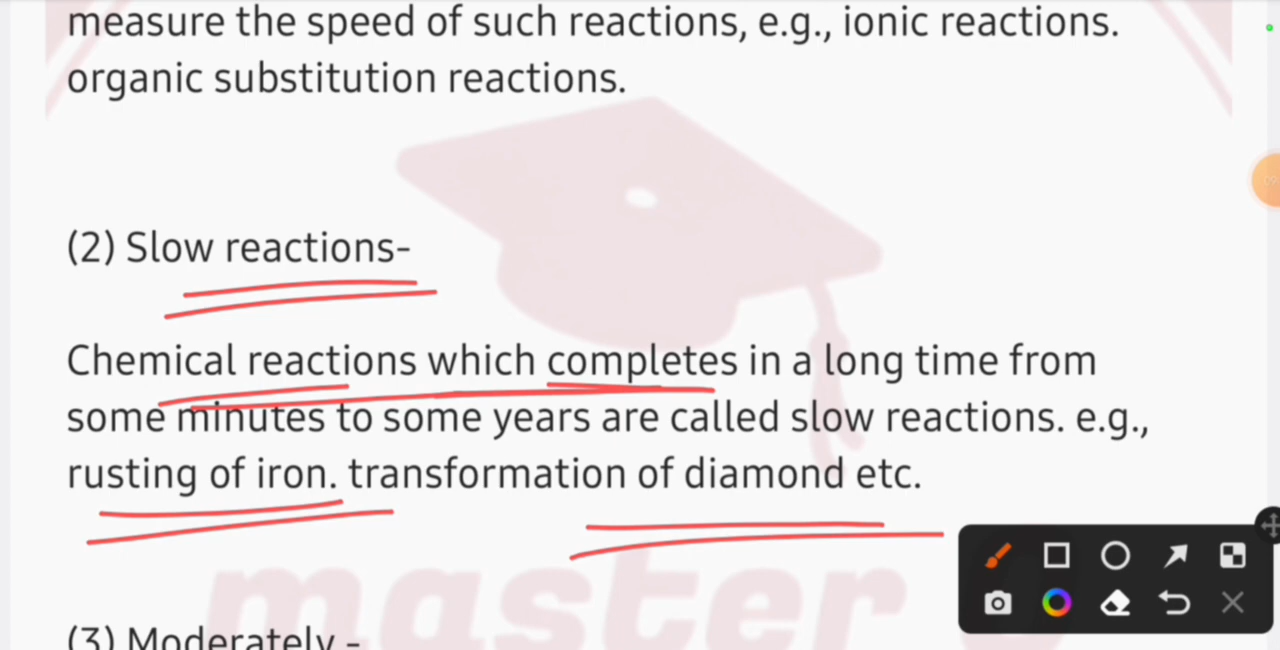 measure the speed of such reactions, e.g., ionic reactions.
organic substitution reactions.
(2) Slow reactions-
Chemical reactions which completes in a long time from
some minutes to some years are called slow reactions. e.g.,
rusting of iron. transformation of diamond etc.
master
(3) Moderately -